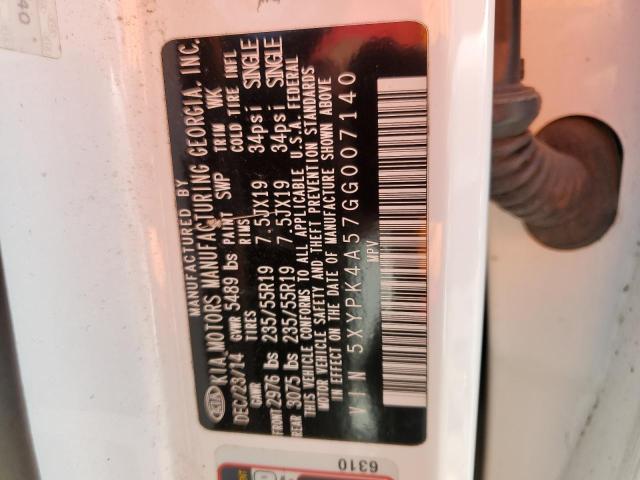 MANUFACTURED BY
KIA KIA MOTORS MANUFACTURING GEORGIA, INC.
DEC/23/14 GVWR 5489 lbs PAINT SWP TRIM WK
GAWR TIRES RIMS COLD TIRE INFL
FRONT 2976 lbs 235/55R19 7.5JX19 34psi SINGLE
REAR 3075 lbs 235/55R19 7.5JX19 34psi SINGLE
THIS VEHICLE CONFORMS TO ALL APPLICABLE U.S.A. FEDERAL
MOTOR VEHICLE SAFETY AND THEFT PREVENTION STANDARDS
IN EFFECT ON THE DATE OF MANUFACTURE SHOWN ABOVE
VIN 5XYPK4A57GG007140
MPV
6310
40